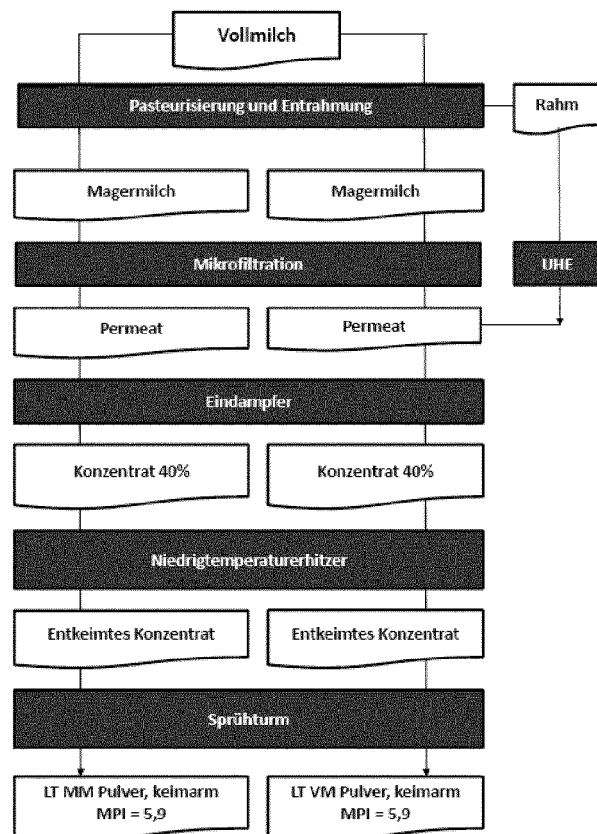 Vollmilch
Pasteurisierung und Entrahmung
Rahm
Magermilch
Magermilch
Mikrofiltration
UHE
Permeat
Permeat
Eindampfer
Konzentrat 40%
Konzentrat 40%
Niedrigtemperaturerhitzer
Entkeimtes Konzentrat
Entkeimtes Konzentrat
Sprühturm
LT MM Pulver, keimarm
MPI = 5,9
LT VM Pulver, keimarm
MPI = 5,9